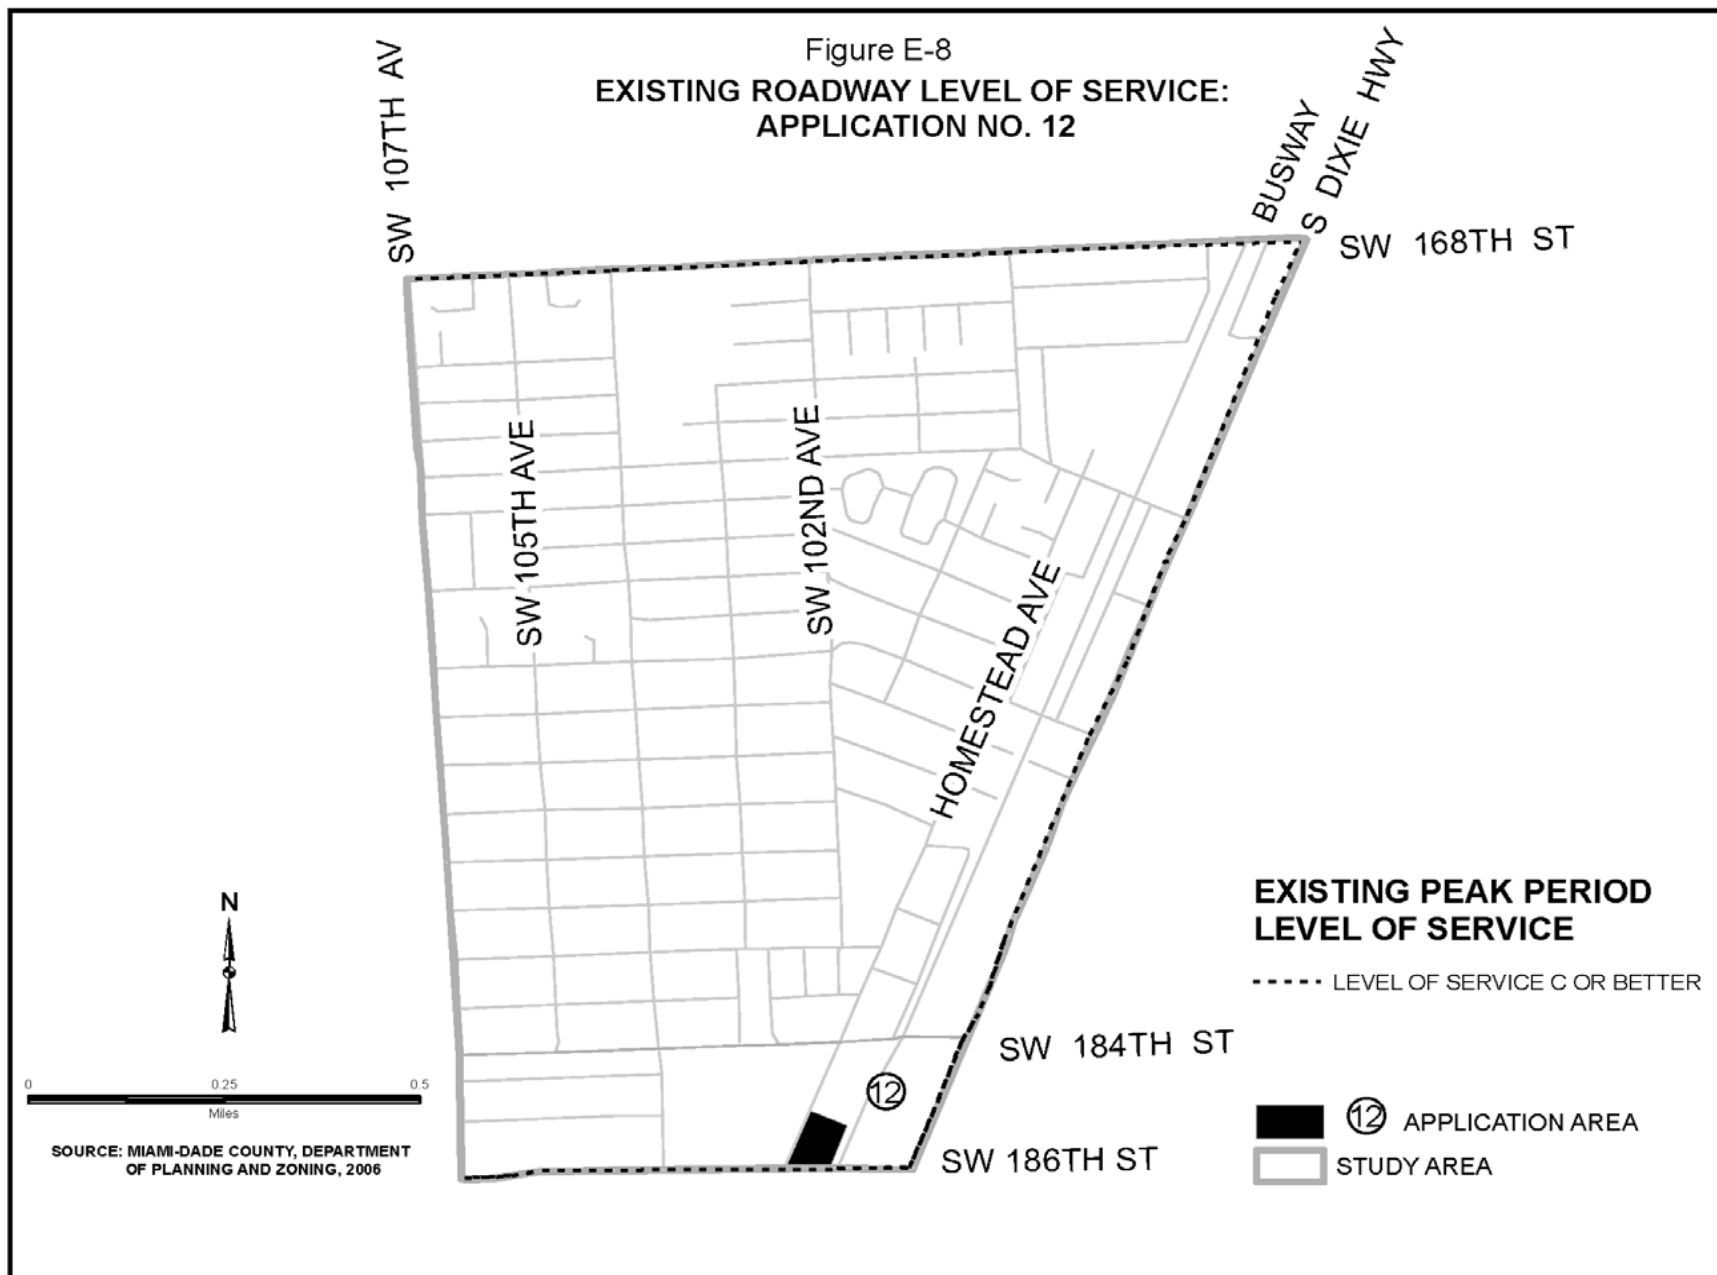 Figure E-8
EXISTING ROADWAY LEVEL OF SERVICE:
APPLICATION NO. 12
SW 107TH AV
BUSWAY
S DIXIE HWY
SW 168TH ST
SW 105TH AVE
SW 102ND AVE
HOMESTEAD AVE
EXISTING PEAK PERIOD
LEVEL OF SERVICE
LEVEL OF SERVICE C OR BETTER
N
SW 184TH ST
0 0.25 0.5
Miles
12
12 APPLICATION AREA
SOURCE: MIAMI-DADE COUNTY, DEPARTMENT
OF PLANNING AND ZONING, 2006
SW 186TH ST
STUDY AREA